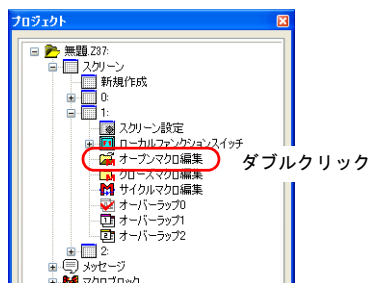 プロジェクト
無題.Z37:
スクリーン
新規作成
0:
1:
スクリーン設定
ローカルファンクションスイッチ
オープンマクロ編集
ダブルクリック
クローズマクロ編集
サイクルマクロ編集
オーバーラップ0
オーバーラップ1
オーバーラップ2
2:
メッセージ
マクロブロック